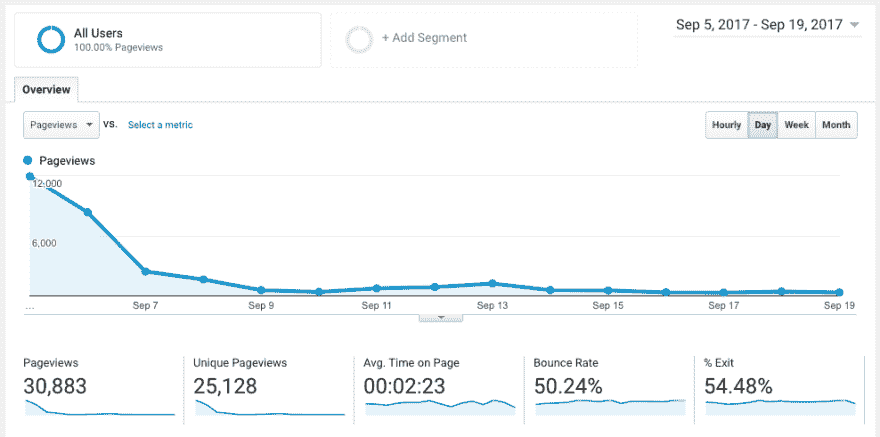 All Users
100.00% Pageviews
+ Add Segment
Sep 5, 2017 - Sep 19, 2017
Overview
Pageviews VS. Select a metric
Hourly Day Week Month
Pageviews
12,000
6,000
... Sep 7 Sep 9 Sep 11 Sep 13 Sep 15 Sep 17 Sep 19
Pageviews Unique Pageviews Avg. Time on Page Bounce Rate % Exit
30,883 25,128 00:02:23 50.24% 54.48%